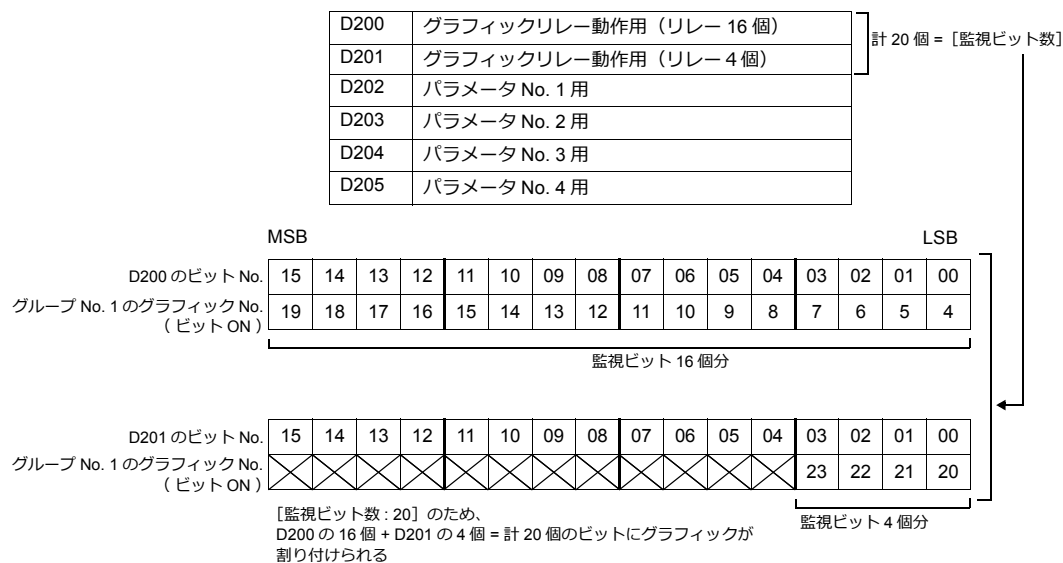 D200 グラフィックリレー動作用（リレー 16 個）
D201 グラフィックリレー動作用（リレー 4 個）
計 20 個 =［監視ビット数］
D202 パラメータ No. 1 用
D203 パラメータ No. 2 用
D204 パラメータ No. 3 用
D205 パラメータ No. 4 用
MSB LSB
D200 のビット No. 15 14 13 12 11 10 09 08 07 06 05 04 03 02 01 00
グループ No. 1 のグラフィック No. 19 18 17 16 15 14 13 12 11 10 9 8 7 6 5 4
（ ビット ON ）
監視ビット 16 個分
D201 のビット No. 15 14 13 12 11 10 09 08 07 06 05 04 03 02 01 00
グループ No. 1 のグラフィック No. 23 22 21 20
（ ビット ON ）
監視ビット 4 個分
［監視ビット数 : 20］のため、
D200 の 16 個 + D201 の 4 個 = 計 20 個のビットにグラフィックが
割り付けられる